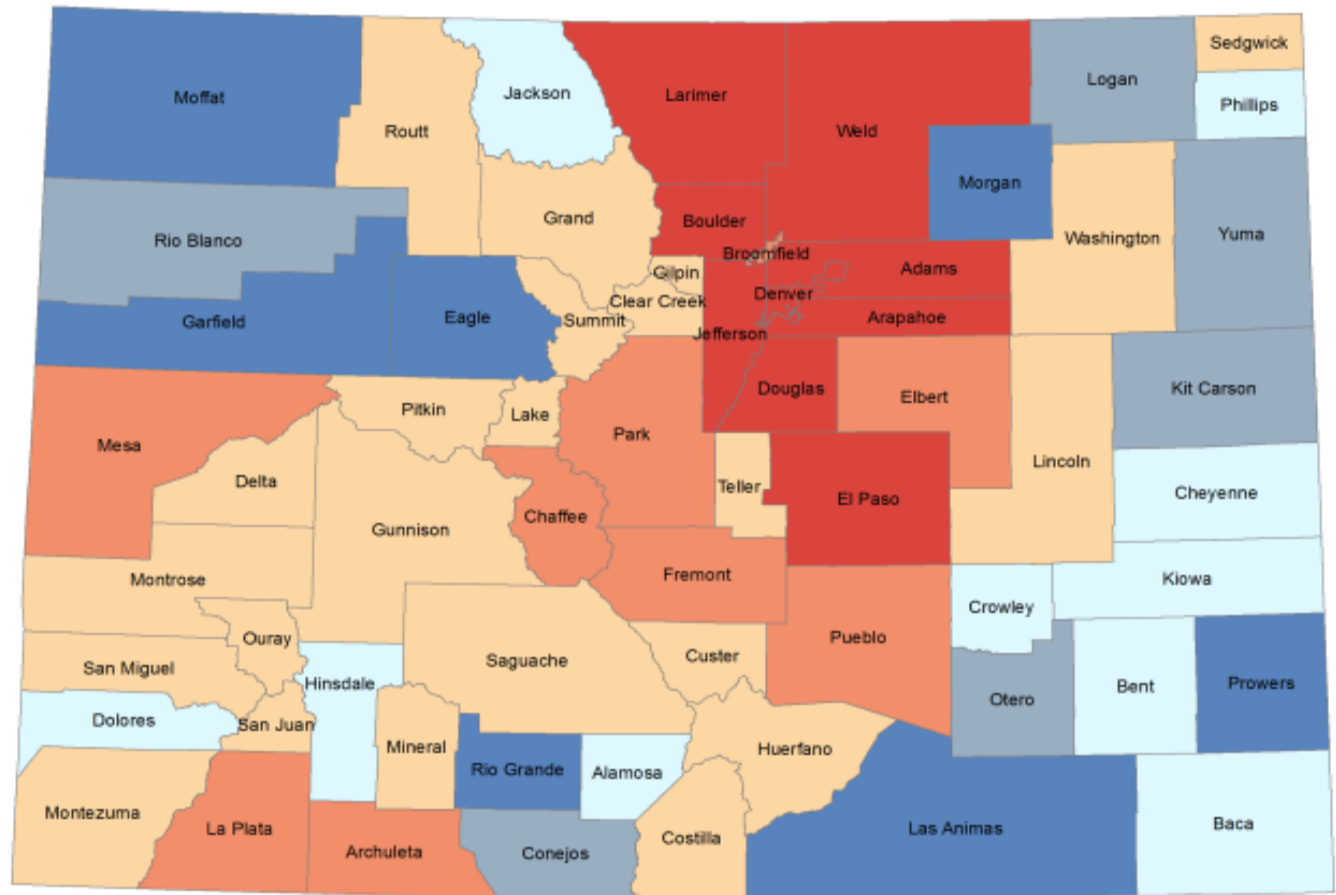 Sedgwick
Logan
Moffat
Jackson
Larimer
Phillips
Routt
Weld
Morgan
Grand
Boulder
Yuma
Rio Blanco
Washington
Broomfield
Adams
Gilpin
Denver
Clear Creek
Garfield
Eagle
Summit
Arapahoe
Jefferson
Kit Carson
Douglas
Elbert
Pitkin
Lake
Park
Mesa
Lincoln
Delta
Teller
Cheyenne
El Paso
Chaffee
Gunnison
Fremont
Montrose
Kiowa
Crowley
Ouray
Pueblo
Custer
Saguache
San Miguel
Hinsdale
Prowers
Bent
Otero
Dolores
San Juan
Mineral
Huerfano
Rio Grande
Alamosa
Montezuma
Baca
La Plata
Las Animas
Costilla
Archuleta
Conejos